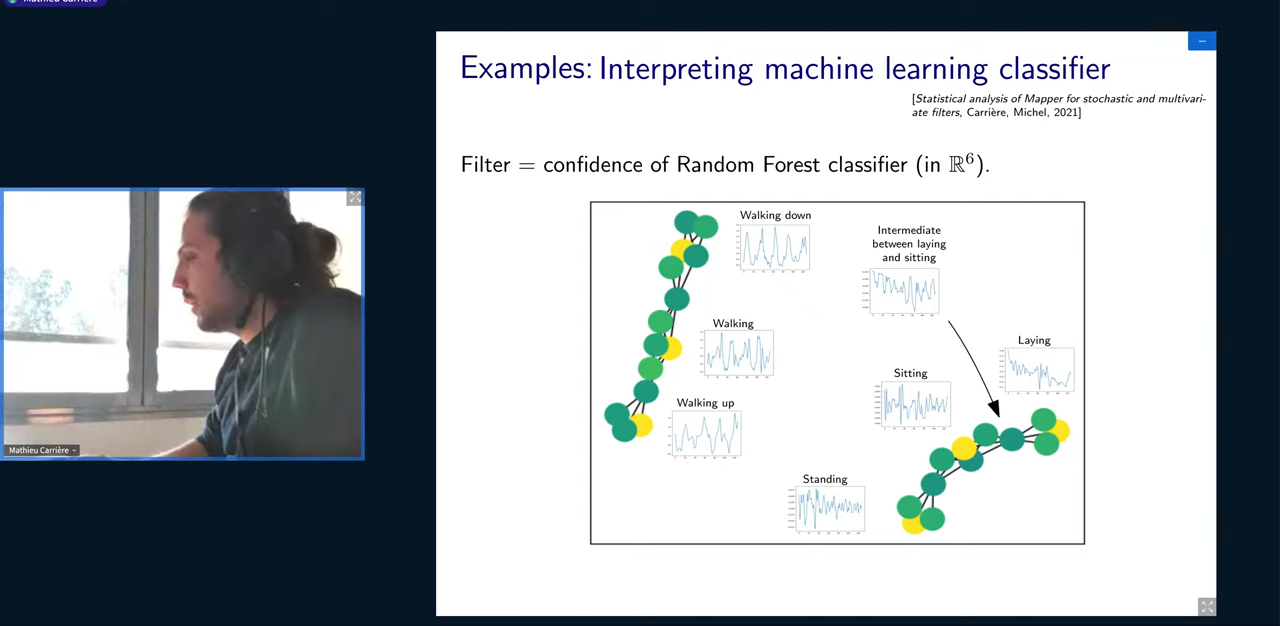 Mathieu Carrière
Examples: Interpreting machine learning classifier
[Statistical analysis of Mapper for stochastic and multivari-
ate filters, Carrière, Michel, 2021]
Filter = confidence of Random Forest classifier (in ℝ⁶).
Walking down
Intermediate
between laying
and sitting
Walking
Laying
Sitting
Walking up
Standing
Mathieu Carrière